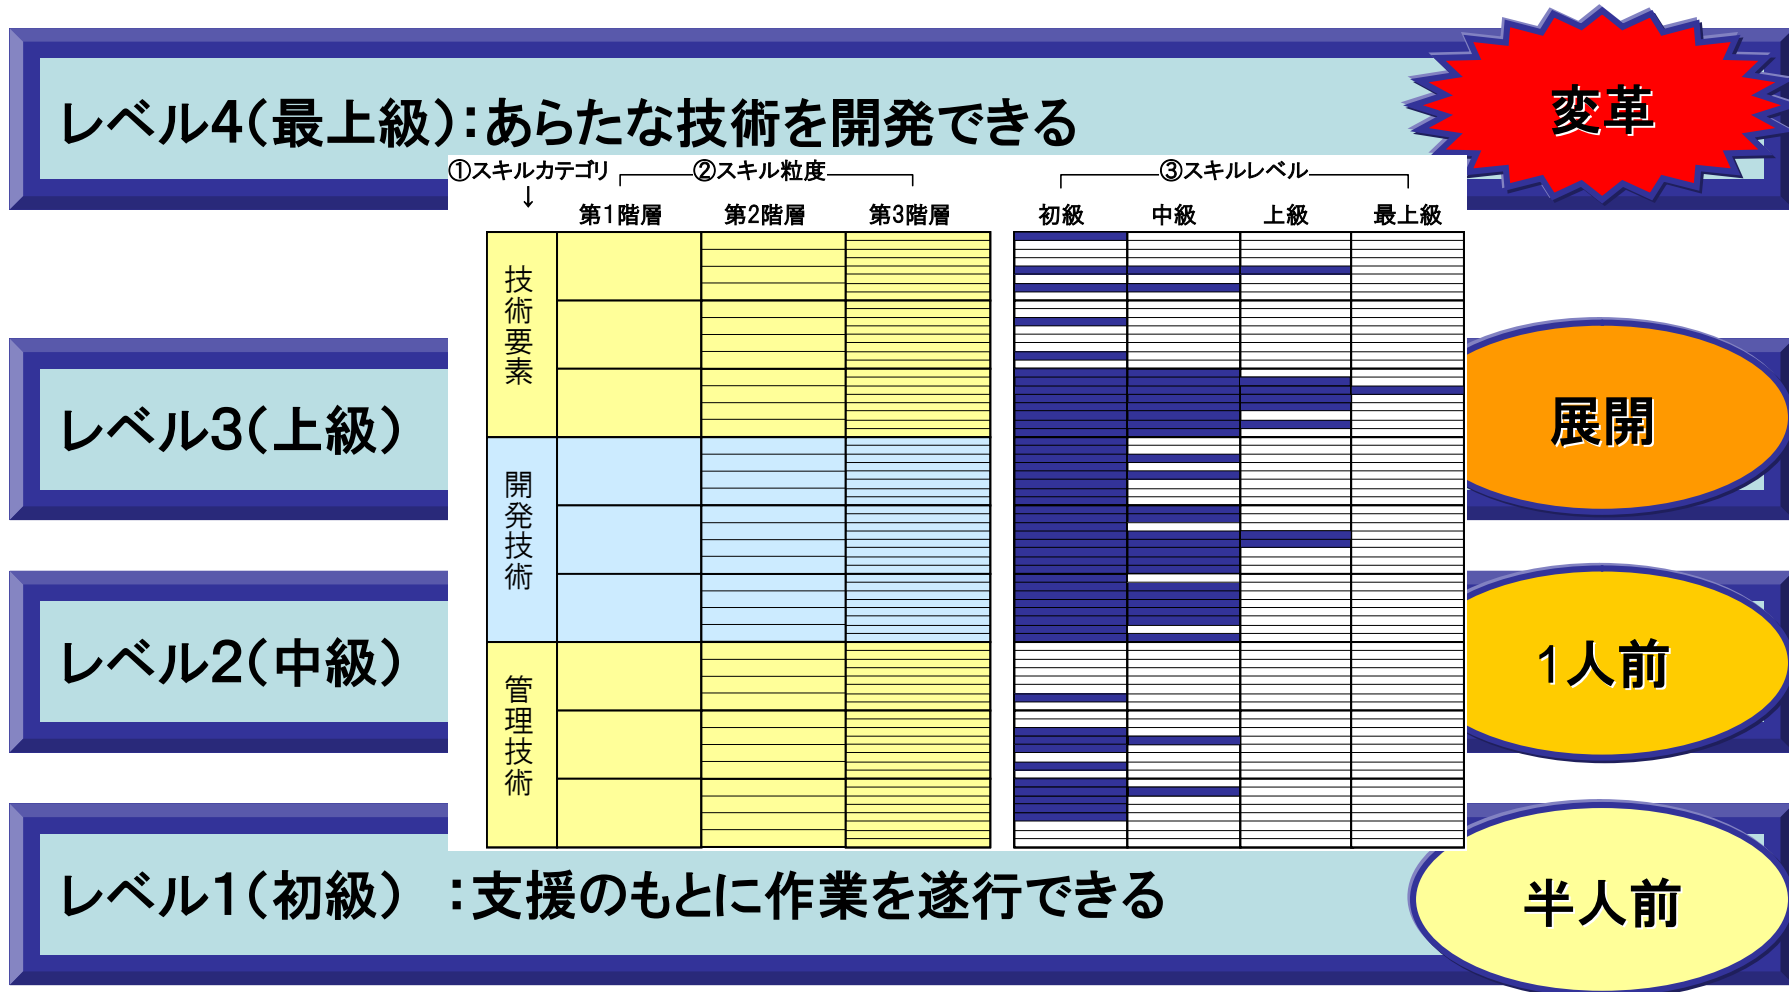 レベル4(最上級):あらたな技術を開発できる
変革
①スキルカテゴリ
②スキル粒度
③スキルレベル
第1階層
第2階層
第3階層
初級
中級
上級
最上級
技術要素
開発技術
管理技術
レベル3(上級)
展開
レベル2(中級)
1人前
レベル1(初級) :支援のもとに作業を遂行できる
半人前